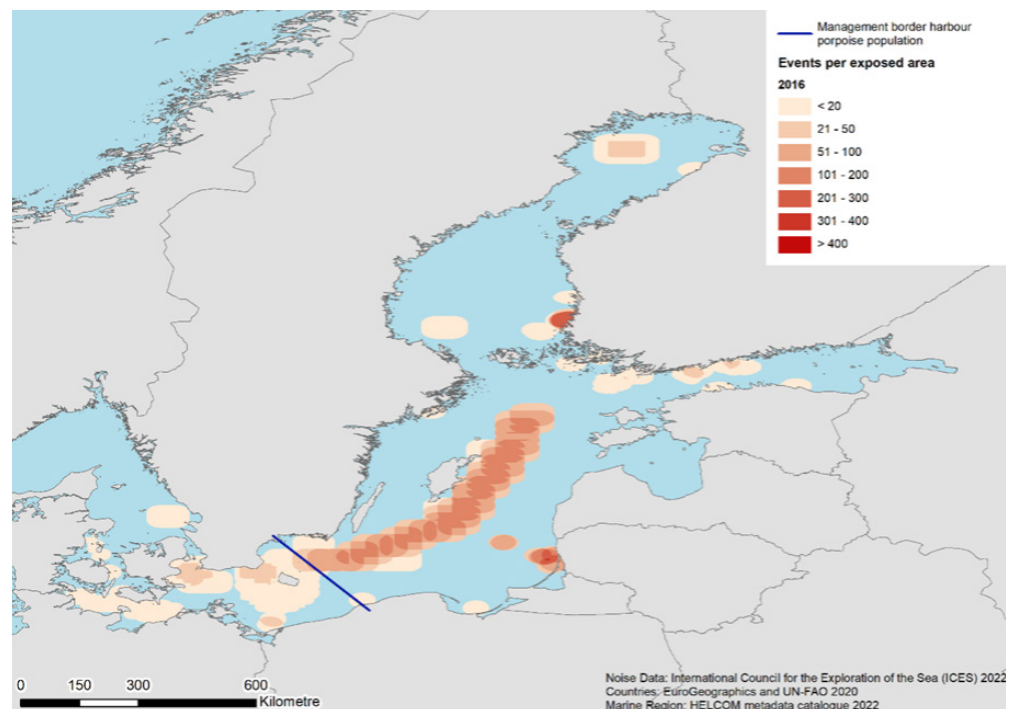 Management border harbour
porpoise population
Events per exposed area
2016
< 20
21 - 50
51 - 100
101 - 200
201 - 300
301 - 400
> 400
0 150 300 600
Kilometre
Noise Data: International Council for the Exploration of the Sea (ICES) 2022
Countries: EuroGeographics and UN-FAO 2020
Marine Region: HELCOM metadata catalogue 2022